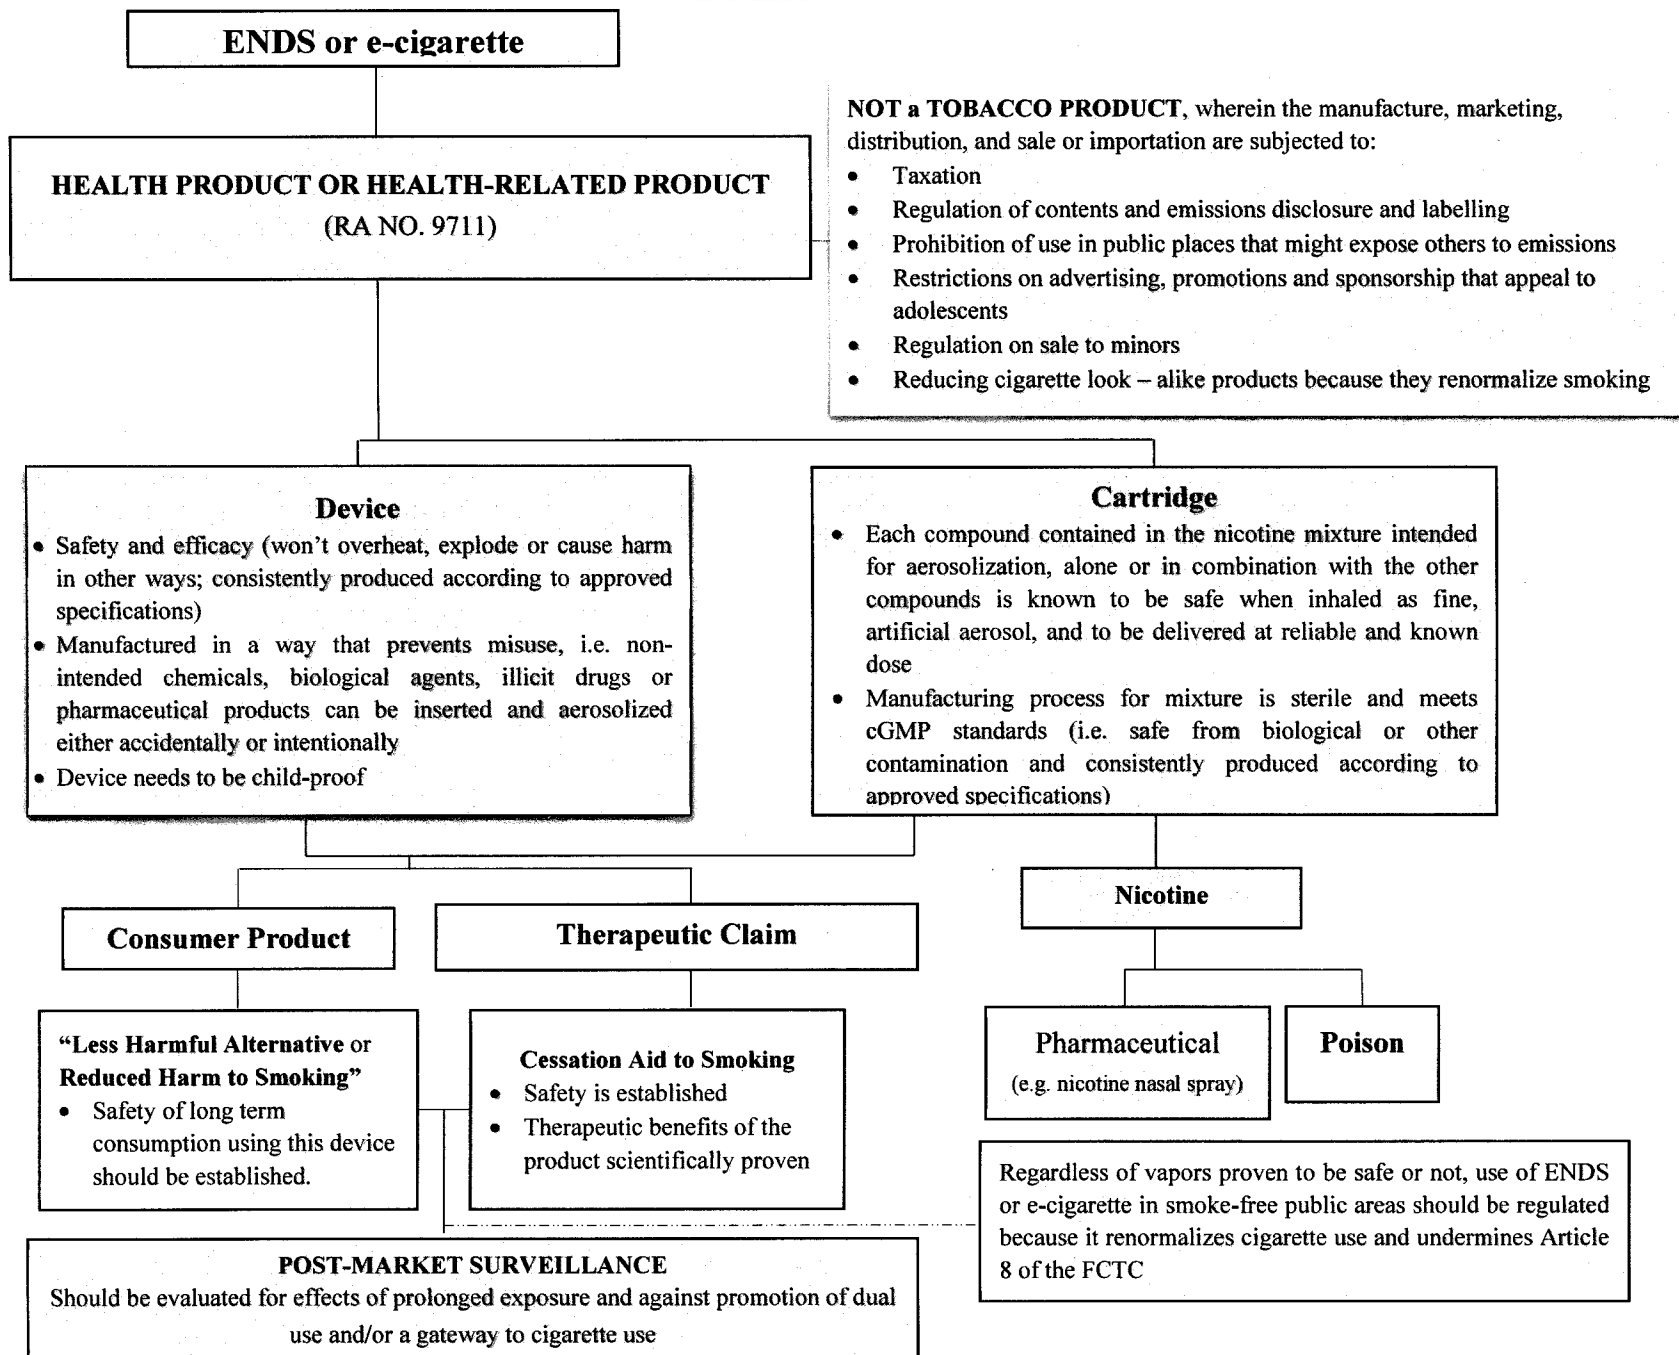 ENDS or e-cigarette
HEALTH PRODUCT OR HEALTH-RELATED PRODUCT
(RA NO. 9711)
NOT a TOBACCO PRODUCT, wherein the manufacture, marketing,
distribution, and sale or importation are subjected to:
• Taxation
• Regulation of contents and emissions disclosure and labelling
• Prohibition of use in public places that might expose others to emissions
• Restrictions on advertising, promotions and sponsorship that appeal to
adolescents
• Regulation on sale to minors
• Reducing cigarette look – alike products because they renormalize smoking
Device
• Safety and efficacy (won't overheat, explode or cause harm
in other ways; consistently produced according to approved
specifications)
• Manufactured in a way that prevents misuse, i.e. non-
intended chemicals, biological agents, illicit drugs or
pharmaceutical products can be inserted and aerosolized
either accidentally or intentionally
• Device needs to be child-proof
Cartridge
• Each compound contained in the nicotine mixture intended
for aerosolization, alone or in combination with the other
compounds is known to be safe when inhaled as fine,
artificial aerosol, and to be delivered at reliable and known
dose
• Manufacturing process for mixture is sterile and meets
cGMP standards (i.e. safe from biological or other
contamination and consistently produced according to
approved specifications)
Consumer Product
Therapeutic Claim
Nicotine
"Less Harmful Alternative or
Reduced Harm to Smoking"
• Safety of long term
consumption using this device
should be established.
Cessation Aid to Smoking
• Safety is established
• Therapeutic benefits of the
product scientifically proven
Pharmaceutical
(e.g. nicotine nasal spray)
Poison
Regardless of vapors proven to be safe or not, use of ENDS
or e-cigarette in smoke-free public areas should be regulated
because it renormalizes cigarette use and undermines Article
8 of the FCTC
POST-MARKET SURVEILLANCE
Should be evaluated for effects of prolonged exposure and against promotion of dual
use and/or a gateway to cigarette use